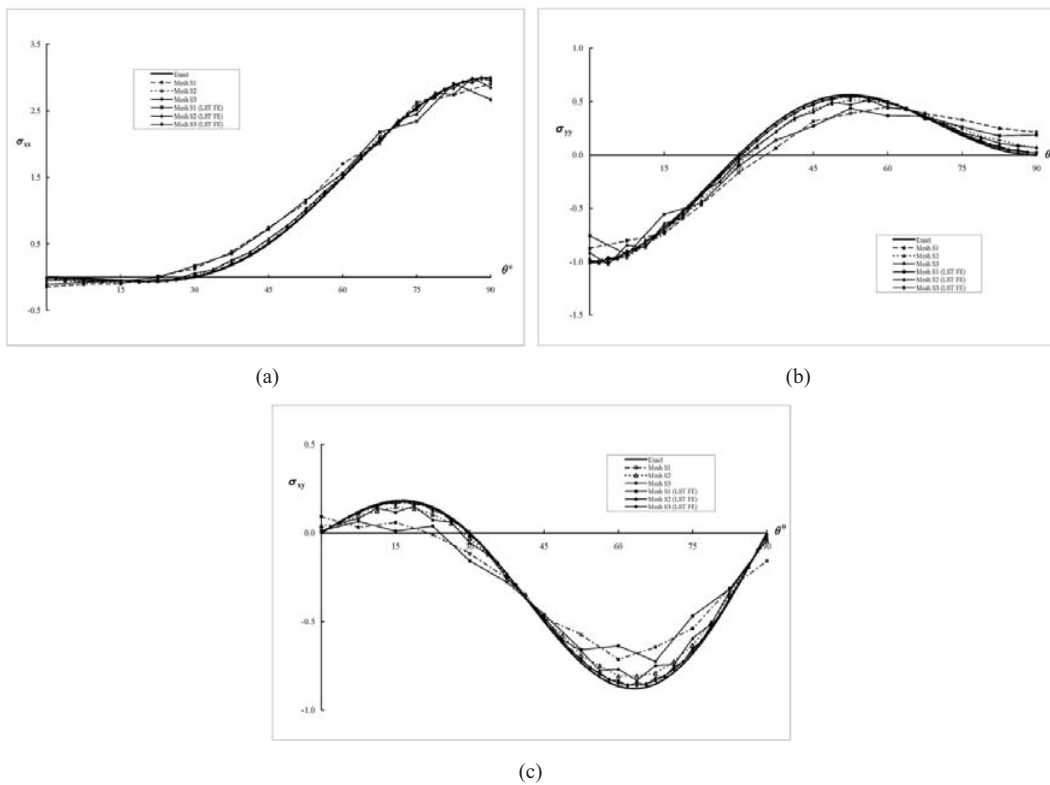 3.5
2.5
1.5
0.5
-0.5
σxx
Exact
Mesh S1
Mesh S2
Mesh S3
Mesh S1 (LST FE)
Mesh S2 (LST FE)
Mesh S3 (LST FE)
15
30
45
60
75
90
θ°
(a)
1.0
0.5
0.0
-0.5
-1.0
-1.5
σyy
15
30
45
60
75
90
θ
Exact
Mesh S1
Mesh S2
Mesh S3
Mesh S1 (LST FE)
Mesh S2 (LST FE)
Mesh S3 (LST FE)
(b)
0.5
0.0
-0.5
-1.0
σxy
Exact
Mesh S1
Mesh S2
Mesh S3
Mesh S1 (LST FE)
Mesh S2 (LST FE)
Mesh S3 (LST FE)
15
30
45
60
75
90
θ°
(c)